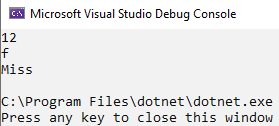 Microsoft Visual Studio Debug Console
12
f
Miss
C:\Program Files\dotnet\dotnet.exe
Press any key to close this window